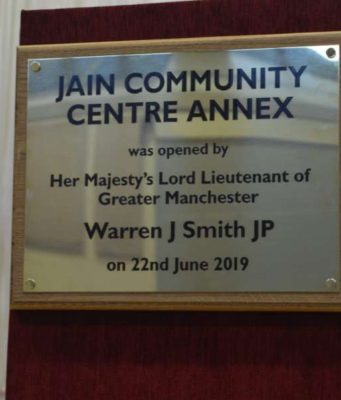 JAIN COMMUNITY
CENTRE ANNEX
was opened by
Her Majesty's Lord Lieutenant of
Greater Manchester
Warren J Smith JP
on 22nd June 2019